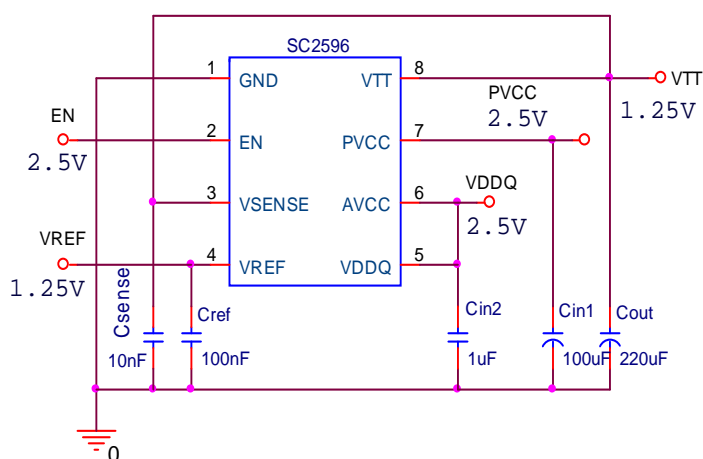 SC2596
1
GND
VTT
8
VTT
1.25V
EN
2.5V
2
EN
PVCC
7
PVCC
2.5V
3
VSENSE
AVCC
6
VDDQ
2.5V
VREF
1.25V
4
VREF
VDDQ
5
Csense
10nF
Cref
100nF
Cin2
1uF
Cin1
100uF
Cout
220uF
0